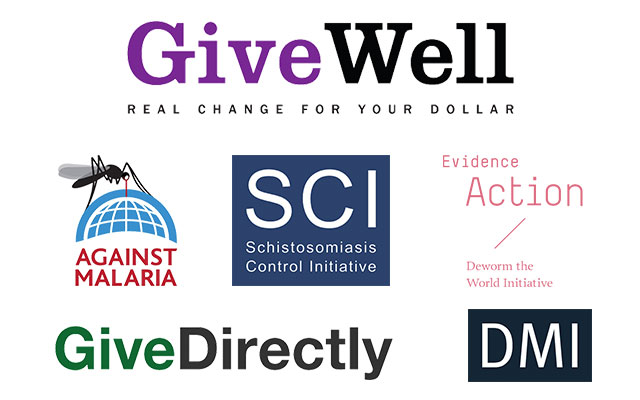 GiveWell
REAL CHANGE FOR YOUR DOLLAR
AGAINST
MALARIA
SCI
Schistosomiasis
Control Initiative
Evidence
Action
Deworm the
World Initiative
GiveDirectly
DMI